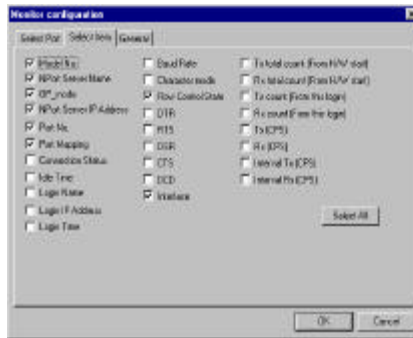 Monitor configuration
Select Port
Select Item
General
Model No.
NPort Server Name
OP_mode
NPort Server IP Address
Port No.
Port Mapping
Connection Status
Idle Time
Login Name
Login IP Address
Login Time
Baud Rate
Character mode
Flow Control State
DTR
RTS
DSR
CTS
DCD
Interface
Tx total count (From H/W start)
Rx total count (From H/W start)
Tx count (From this login)
Rx count (From this login)
Tx (CPS)
Rx (CPS)
Internal Tx (CPS)
Internal Rx (CPS)
Select All
OK
Cancel